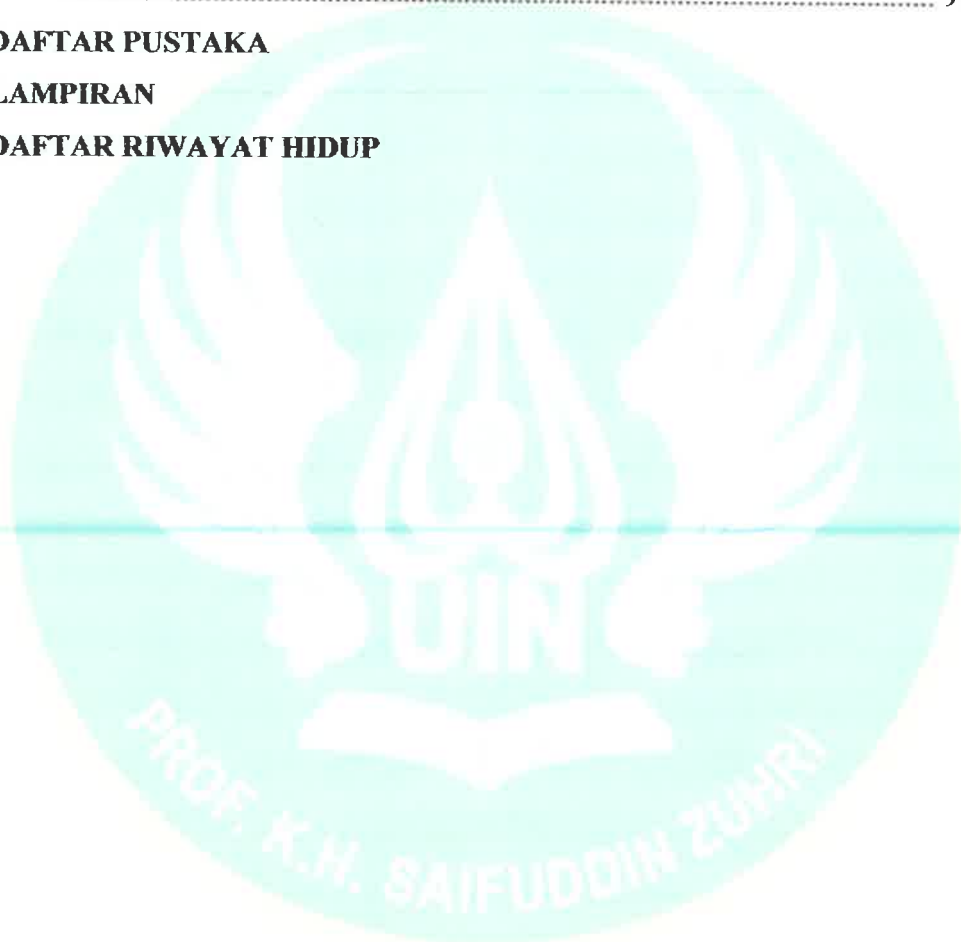 DAFTAR PUSTAKA
LAMPIRAN
DAFTAR RIWAYAT HIDUP
UIN
PROF. K.H. SAIFUDDIN ZUHRI